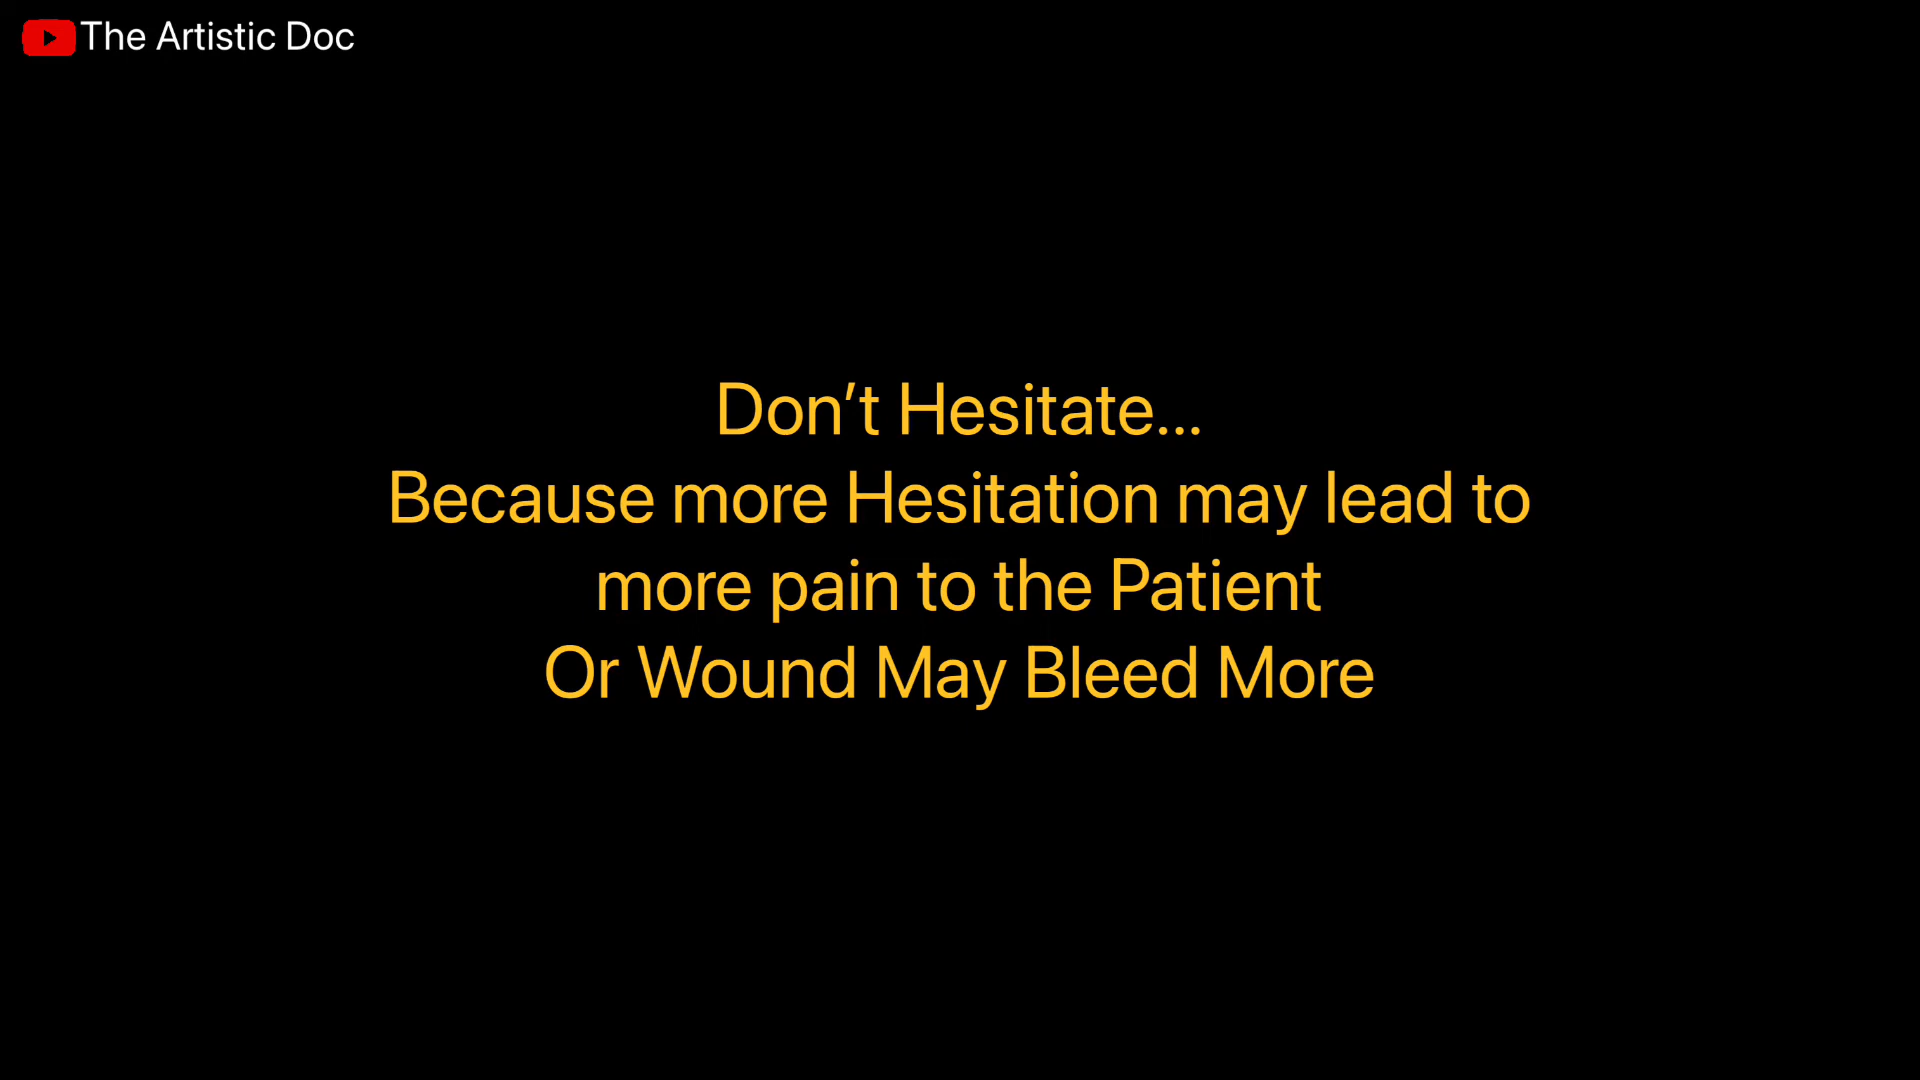 The Artistic Doc
Don’t Hesitate...
Because more Hesitation may lead to
more pain to the Patient
Or Wound May Bleed More